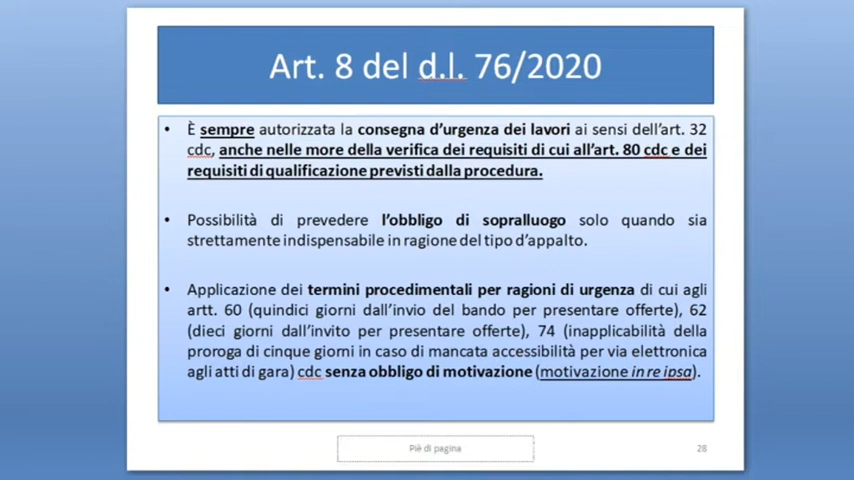 Art. 8 del d.l. 76/2020
• È sempre autorizzata la consegna d'urgenza dei lavori ai sensi dell'art. 32
cdc, anche nelle more della verifica dei requisiti di cui all'art. 80 cdc e dei
requisiti di qualificazione previsti dalla procedura.
• Possibilità di prevedere l'obbligo di sopralluogo solo quando sia
strettamente indispensabile in ragione del tipo d'appalto.
• Applicazione dei termini procedimentali per ragioni di urgenza di cui agli
artt. 60 (quindici giorni dall'invio del bando per presentare offerte), 62
(dieci giorni dall'invito per presentare offerte), 74 (inapplicabilità della
proroga di cinque giorni in caso di mancata accessibilità per via elettronica
agli atti di gara) cdc senza obbligo di motivazione (motivazione in re ipsa).
Piè di pagina
28